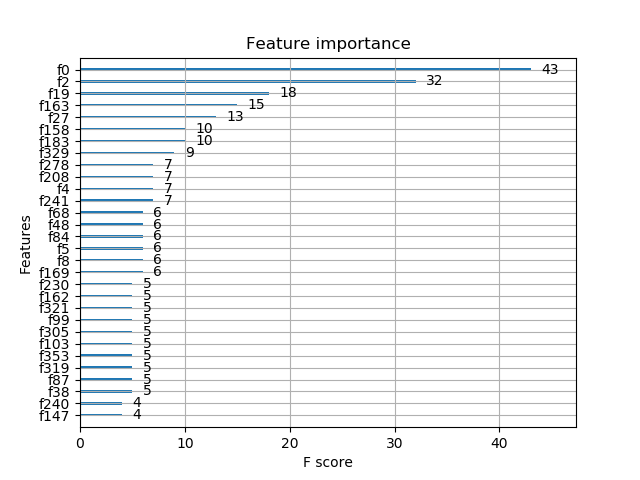 Feature importance
f0 43
f2 32
f19 18
f163 15
f27 13
f158 10
f183 10
f329 9
f278 7
f208 7
f4 7
f241 7
f68 6
f48 6
f84 6
f5 6
f8 6
f169 6
f230 5
f162 5
f321 5
f99 5
f305 5
f103 5
f353 5
f319 5
f87 5
f38 5
f240 4
f147 4
Features
0 10 20 30 40
F score